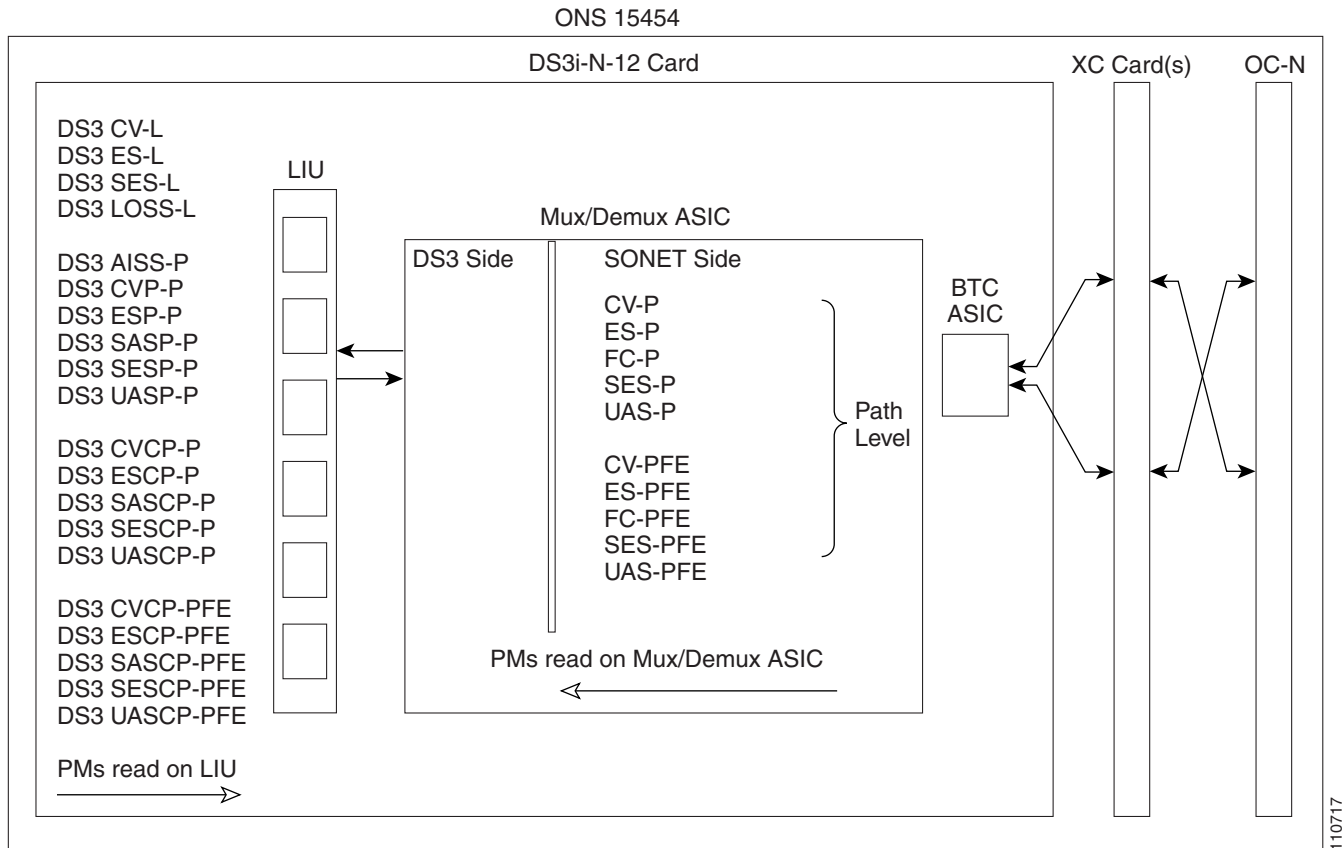 ONS 15454
DS3i-N-12 Card
XC Card(s)
OC-N
DS3 CV-L
DS3 ES-L
DS3 SES-L
DS3 LOSS-L
DS3 AISS-P
DS3 CVP-P
DS3 ESP-P
DS3 SASP-P
DS3 SESP-P
DS3 UASP-P
DS3 CVCP-P
DS3 ESCP-P
DS3 SASCP-P
DS3 SESCP-P
DS3 UASCP-P
DS3 CVCP-PFE
DS3 ESCP-PFE
DS3 SASCP-PFE
DS3 SESCP-PFE
DS3 UASCP-PFE
PMs read on LIU
LIU
Mux/Demux ASIC
DS3 Side
SONET Side
CV-P
ES-P
FC-P
SES-P
UAS-P
CV-PFE
ES-PFE
FC-PFE
SES-PFE
UAS-PFE
Path
Level
PMs read on Mux/Demux ASIC
BTC
ASIC
110717